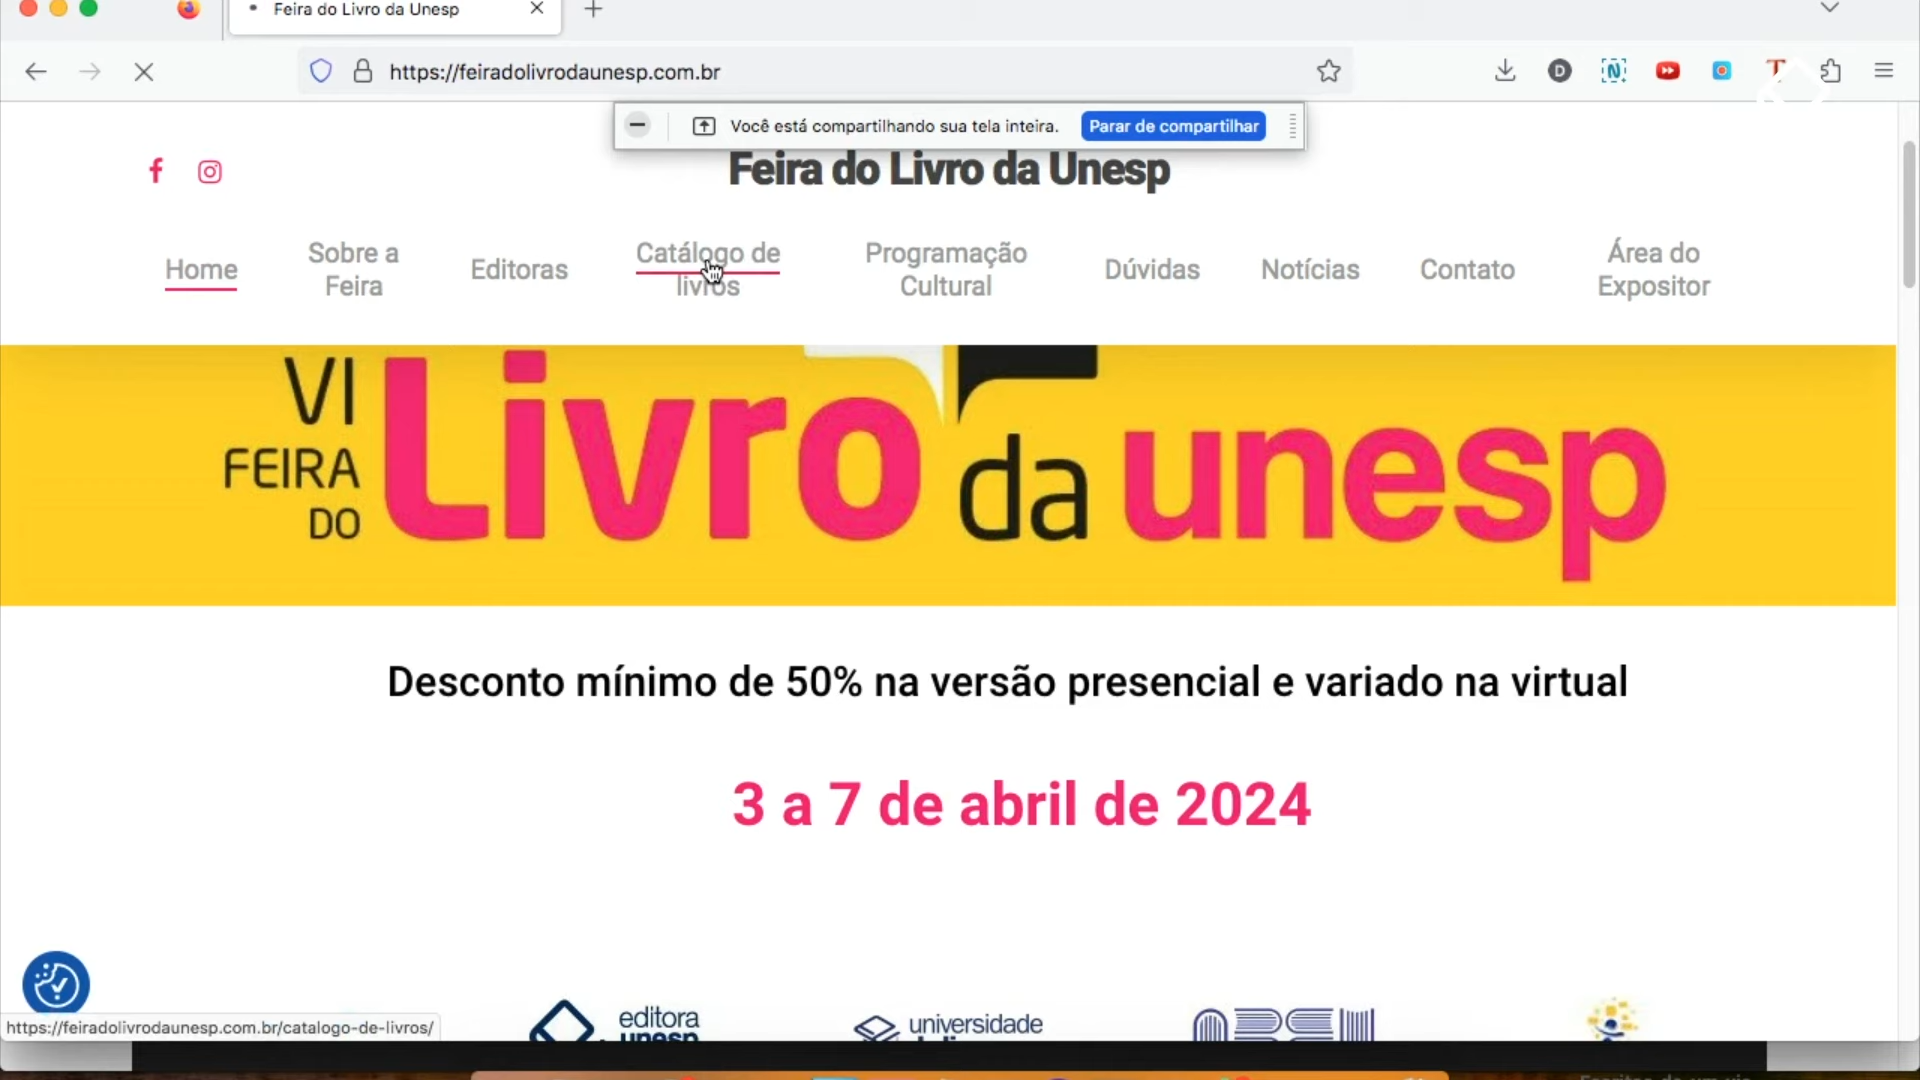 Feira do Livro da Unesp
https://feiradolivrodaunesp.com.br
Você está compartilhando sua tela inteira.
Parar de compartilhar
Feira do Livro da Unesp
Home
Sobre a
Feira
Editoras
Catálogo de
livros
Programação
Cultural
Dúvidas
Notícias
Contato
Área do
Expositor
VI
FEIRA
DO
Livro da unesp
Desconto mínimo de 50% na versão presencial e variado na virtual
3 a 7 de abril de 2024
editora
unesp
universidade
https://feiradolivrodaunesp.com.br/catalogo-de-livros/